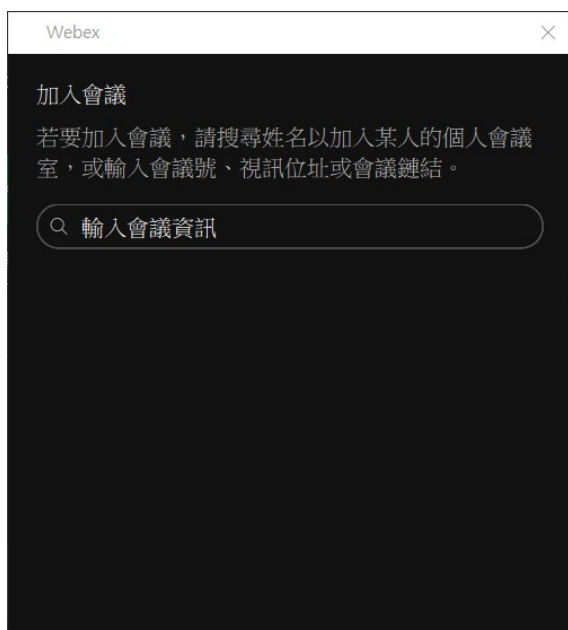 Webex
加入會議
若要加入會議，請搜尋姓名以加入某人的個人會議
室，或輸入會議號、視訊位址或會議鏈結。
輸入會議資訊